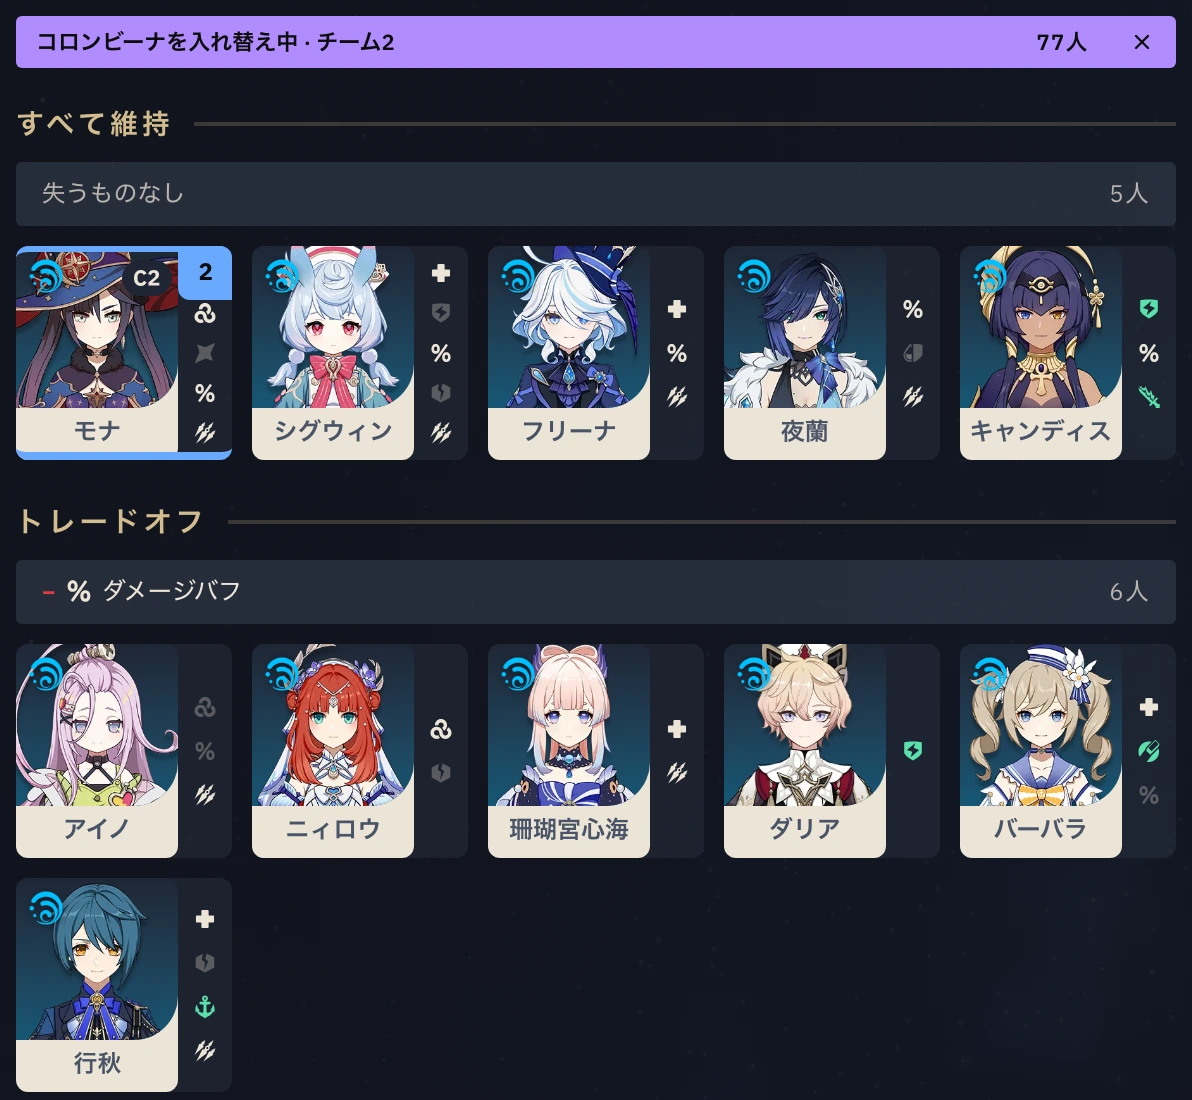 コロンビーナを入れ替え中 · チーム2
77人
すべて維持
失うものなし
5人
C2
2
モナ
シグウィン
フリーナ
夜蘭
キャンディス
トレードオフ
− % ダメージバフ
6人
アイノ
ニィロウ
珊瑚宮心海
ダリア
バーバラ
行秋